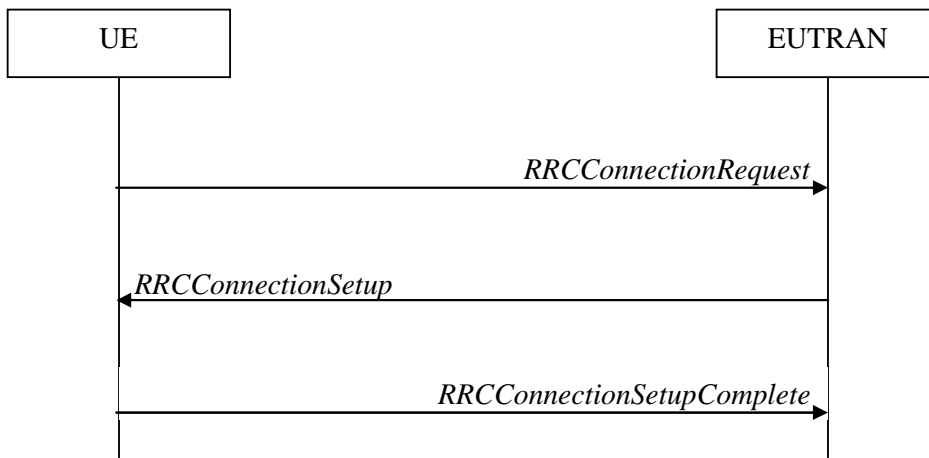 UE
EUTRAN
RRCConnectionRequest
RRCConnectionSetup
RRCConnectionSetupComplete